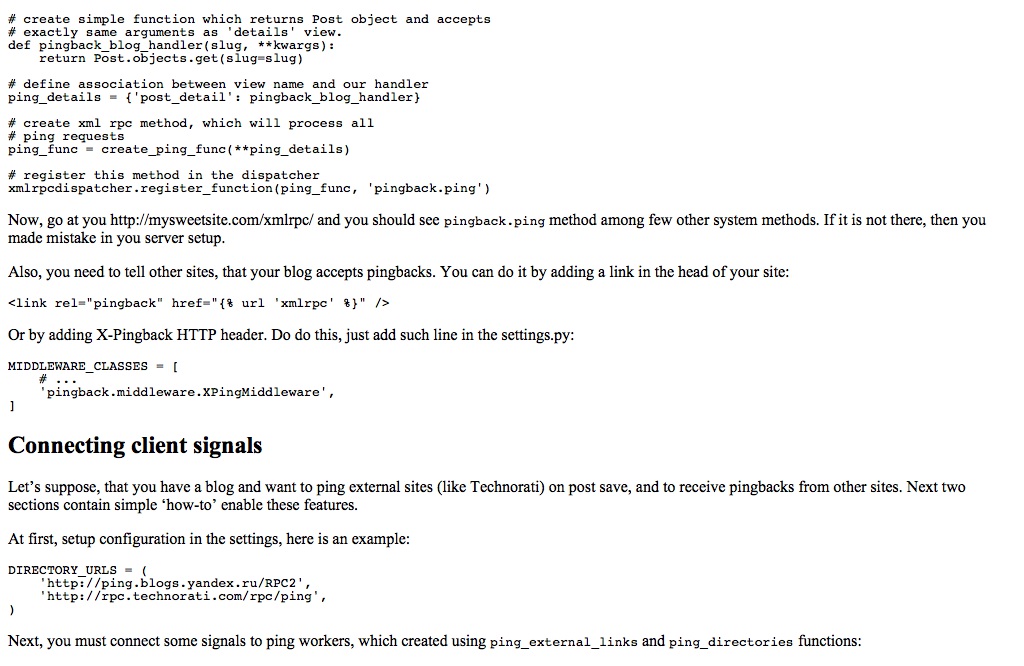 # create simple function which returns Post object and accepts
# exactly same arguments as 'details' view.
def pingback_blog_handler(slug, **kwargs):
    return Post.objects.get(slug=slug)
# define association between view name and our handler
ping_details = {'post_detail': pingback_blog_handler}
# create xml rpc method, which will process all
# ping requests
ping_func = create_ping_func(**ping_details)
# register this method in the dispatcher
xmlrpcdispatcher.register_function(ping_func, 'pingback.ping')
Now, go at you http://mysweetsite.com/xmlrpc/ and you should see pingback.ping method among few other system methods. If it is not there, then you
made mistake in you server setup.
Also, you need to tell other sites, that your blog accepts pingbacks. You can do it by adding a link in the head of your site:
<link rel="pingback" href="{% url 'xmlrpc' %}" />
Or by adding X-Pingback HTTP header. Do do this, just add such line in the settings.py:
MIDDLEWARE_CLASSES = [
    # ...
    'pingback.middleware.XPingMiddleware',
]
Connecting client signals
Let’s suppose, that you have a blog and want to ping external sites (like Technorati) on post save, and to receive pingbacks from other sites. Next two
sections contain simple ‘how-to’ enable these features.
At first, setup configuration in the settings, here is an example:
DIRECTORY_URLS = (
    'http://ping.blogs.yandex.ru/RPC2',
    'http://rpc.technorati.com/rpc/ping',
)
Next, you must connect some signals to ping workers, which created using ping_external_links and ping_directories functions: